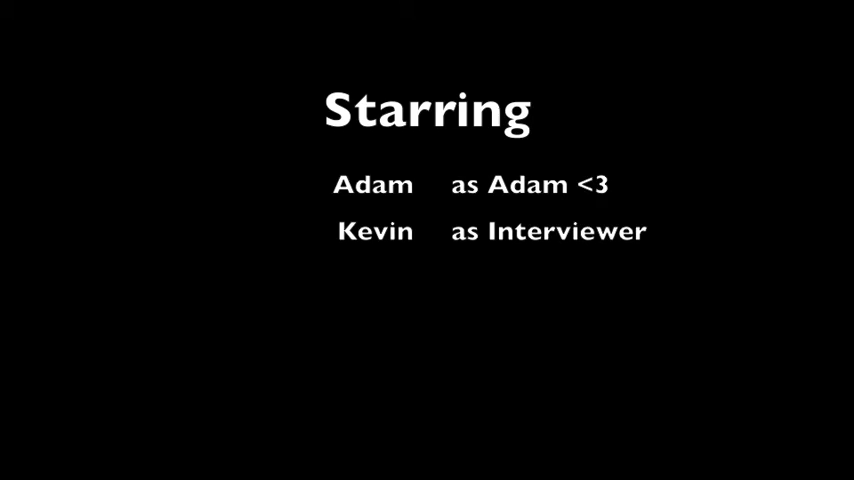 Starring
Adam as Adam <3
Kevin as Interviewer